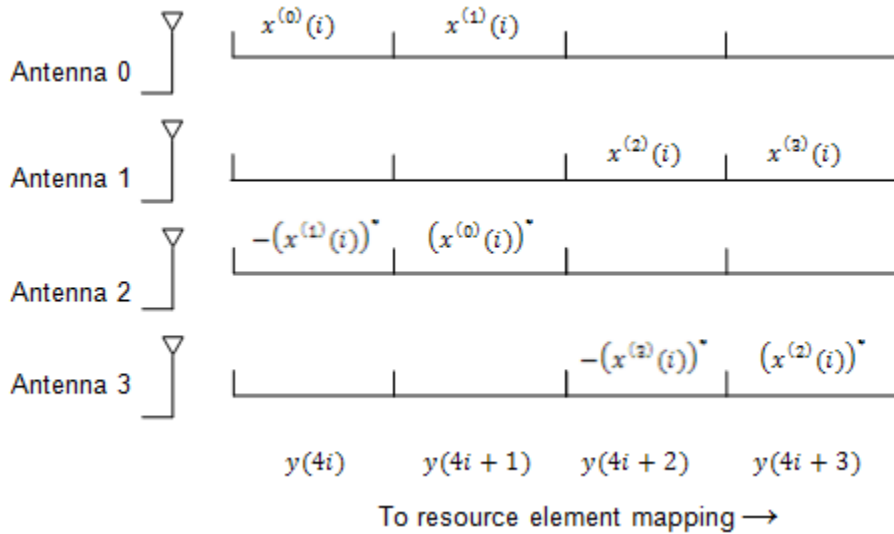 x⁽⁰⁾(i) x⁽¹⁾(i)
Antenna 0
x⁽²⁾(i) x⁽³⁾(i)
Antenna 1
−(x⁽¹⁾(i))* (x⁽⁰⁾(i))*
Antenna 2
−(x⁽³⁾(i))* (x⁽²⁾(i))*
Antenna 3
y(4i) y(4i + 1) y(4i + 2) y(4i + 3)
To resource element mapping →